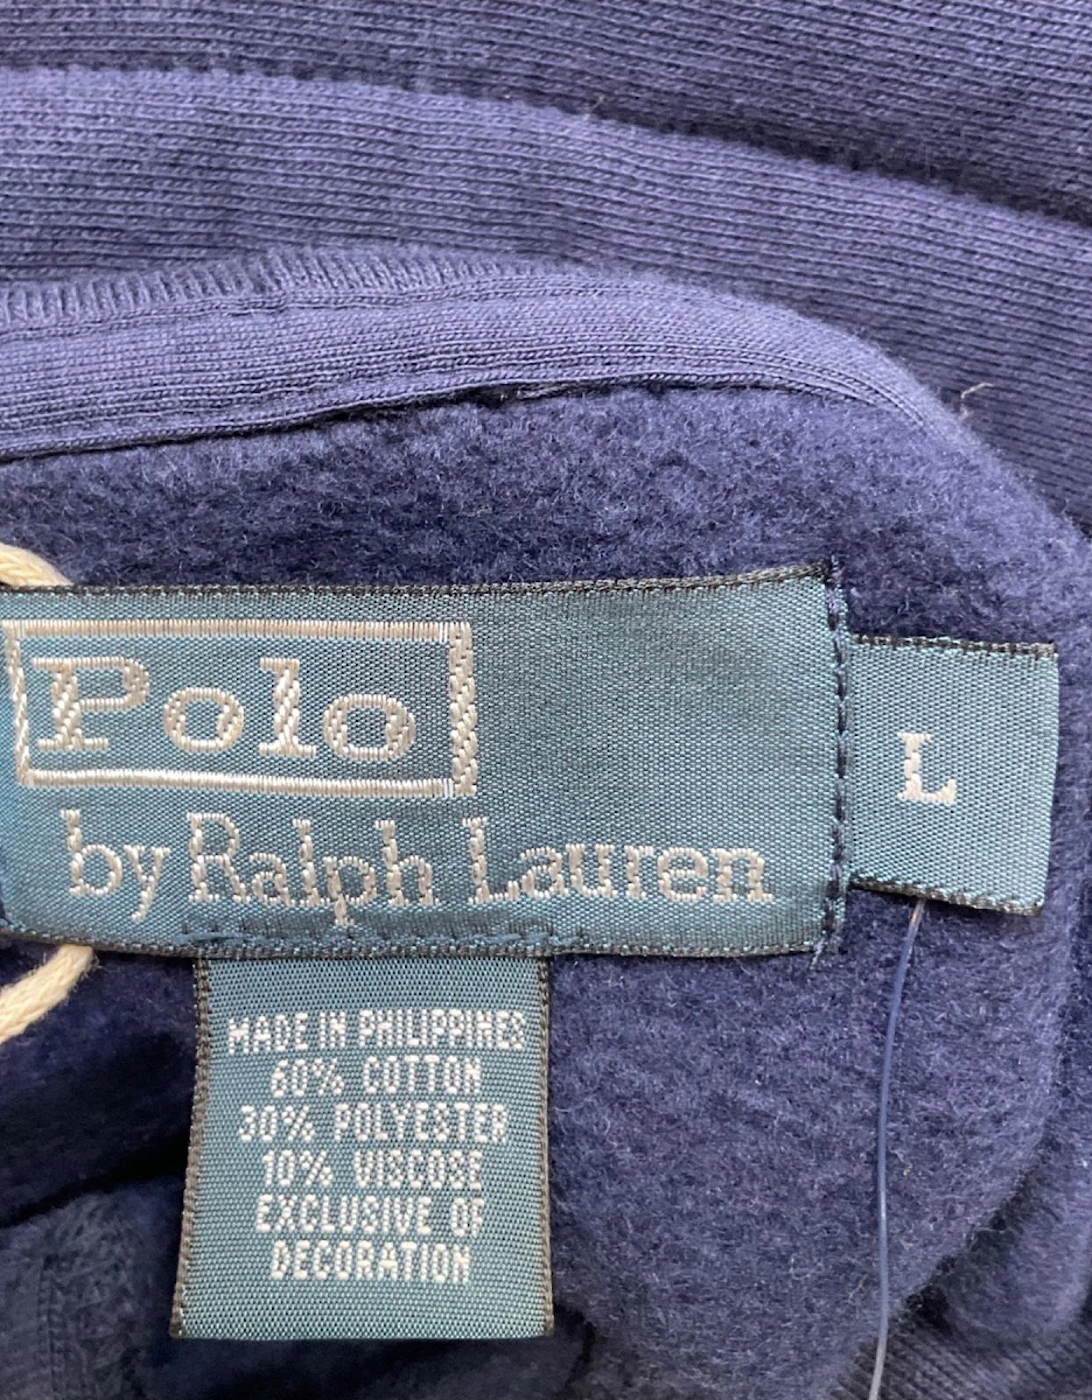 Polo
by Ralph Lauren
L
MADE IN PHILIPPINES
60% COTTON
30% POLYESTER
10% VISCOSE
EXCLUSIVE OF
DECORATION